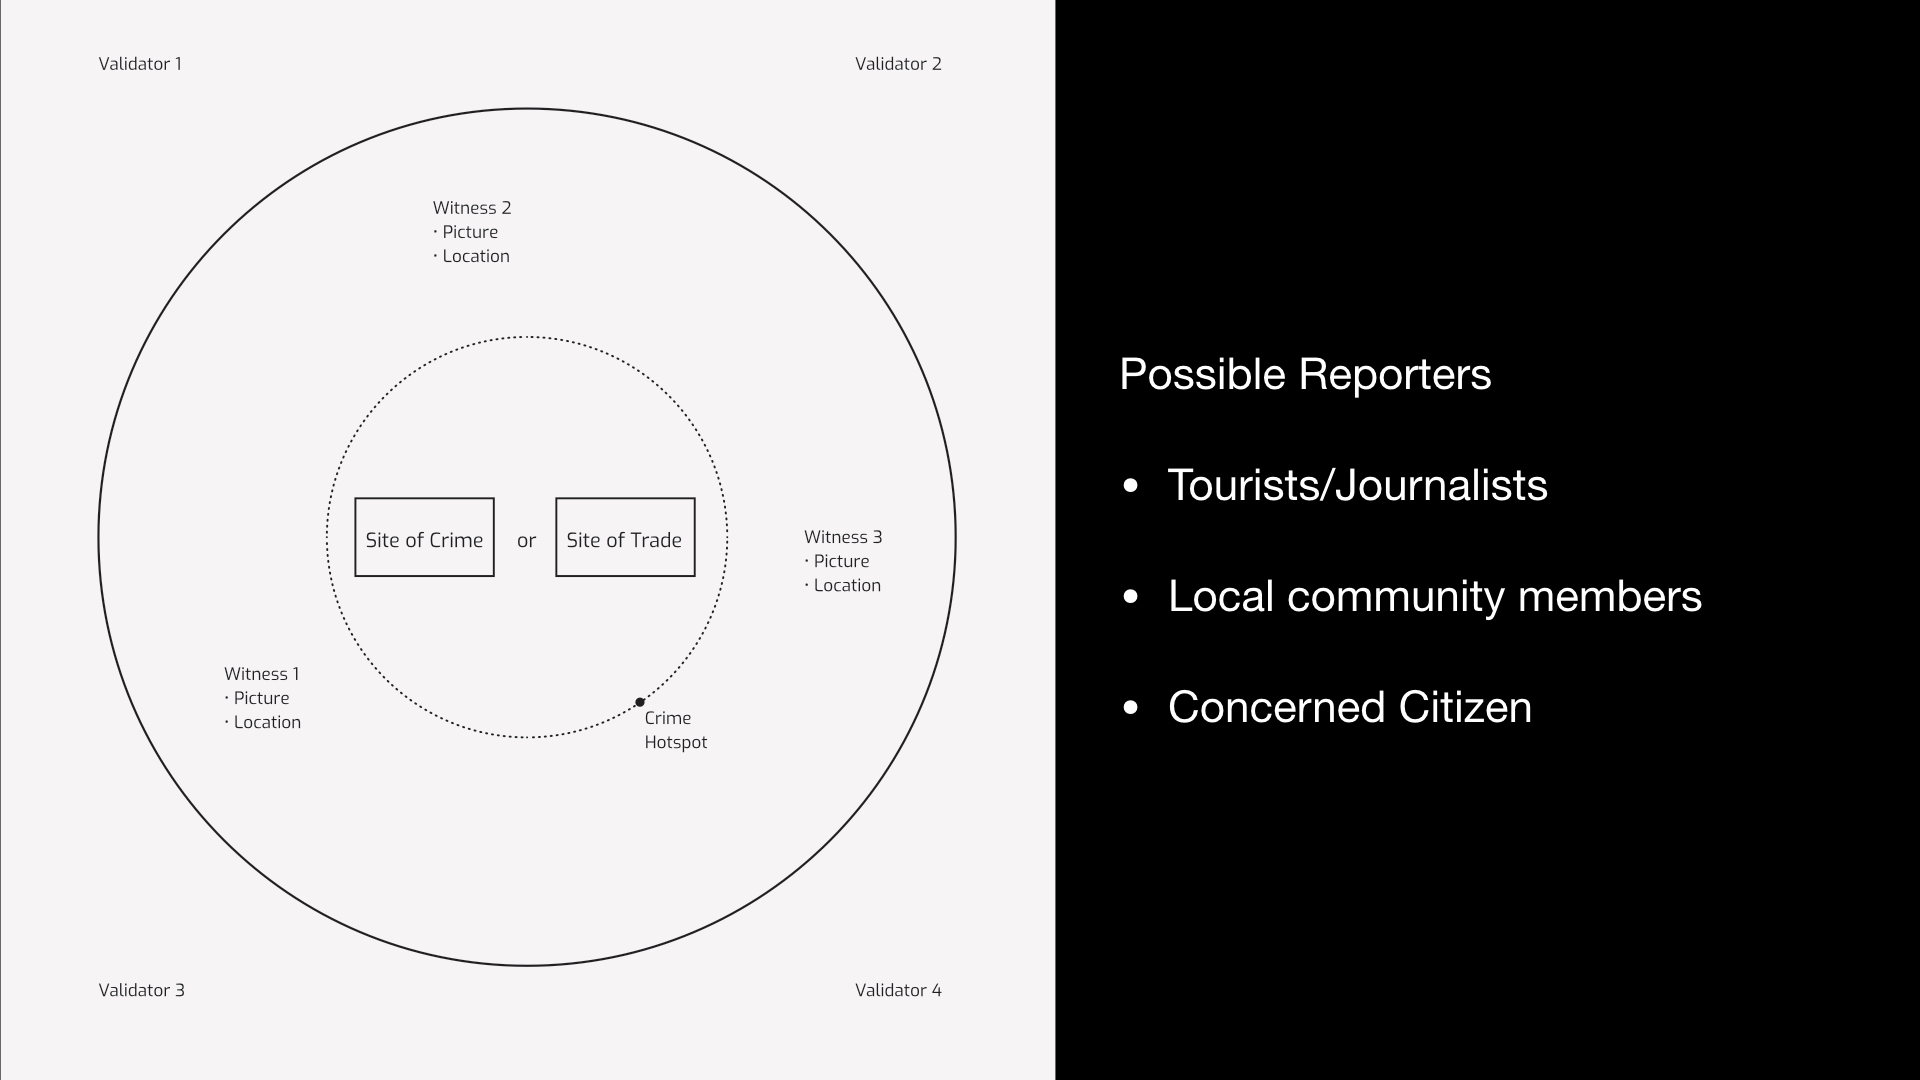 Validator 1
Validator 2
Witness 2
· Picture
· Location
Site of Crime
or
Site of Trade
Witness 3
· Picture
· Location
Witness 1
· Picture
· Location
Crime
Hotspot
Validator 3
Validator 4
Possible Reporters
• Tourists/Journalists
• Local community members
• Concerned Citizen